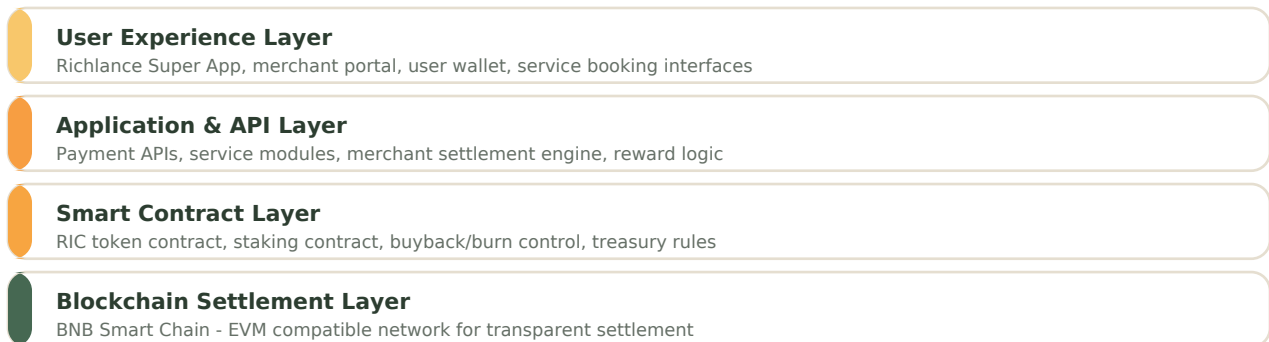 User Experience Layer
Richlance Super App, merchant portal, user wallet, service booking interfaces
Application & API Layer
Payment APIs, service modules, merchant settlement engine, reward logic
Smart Contract Layer
RIC token contract, staking contract, buyback/burn control, treasury rules
Blockchain Settlement Layer
BNB Smart Chain - EVM compatible network for transparent settlement